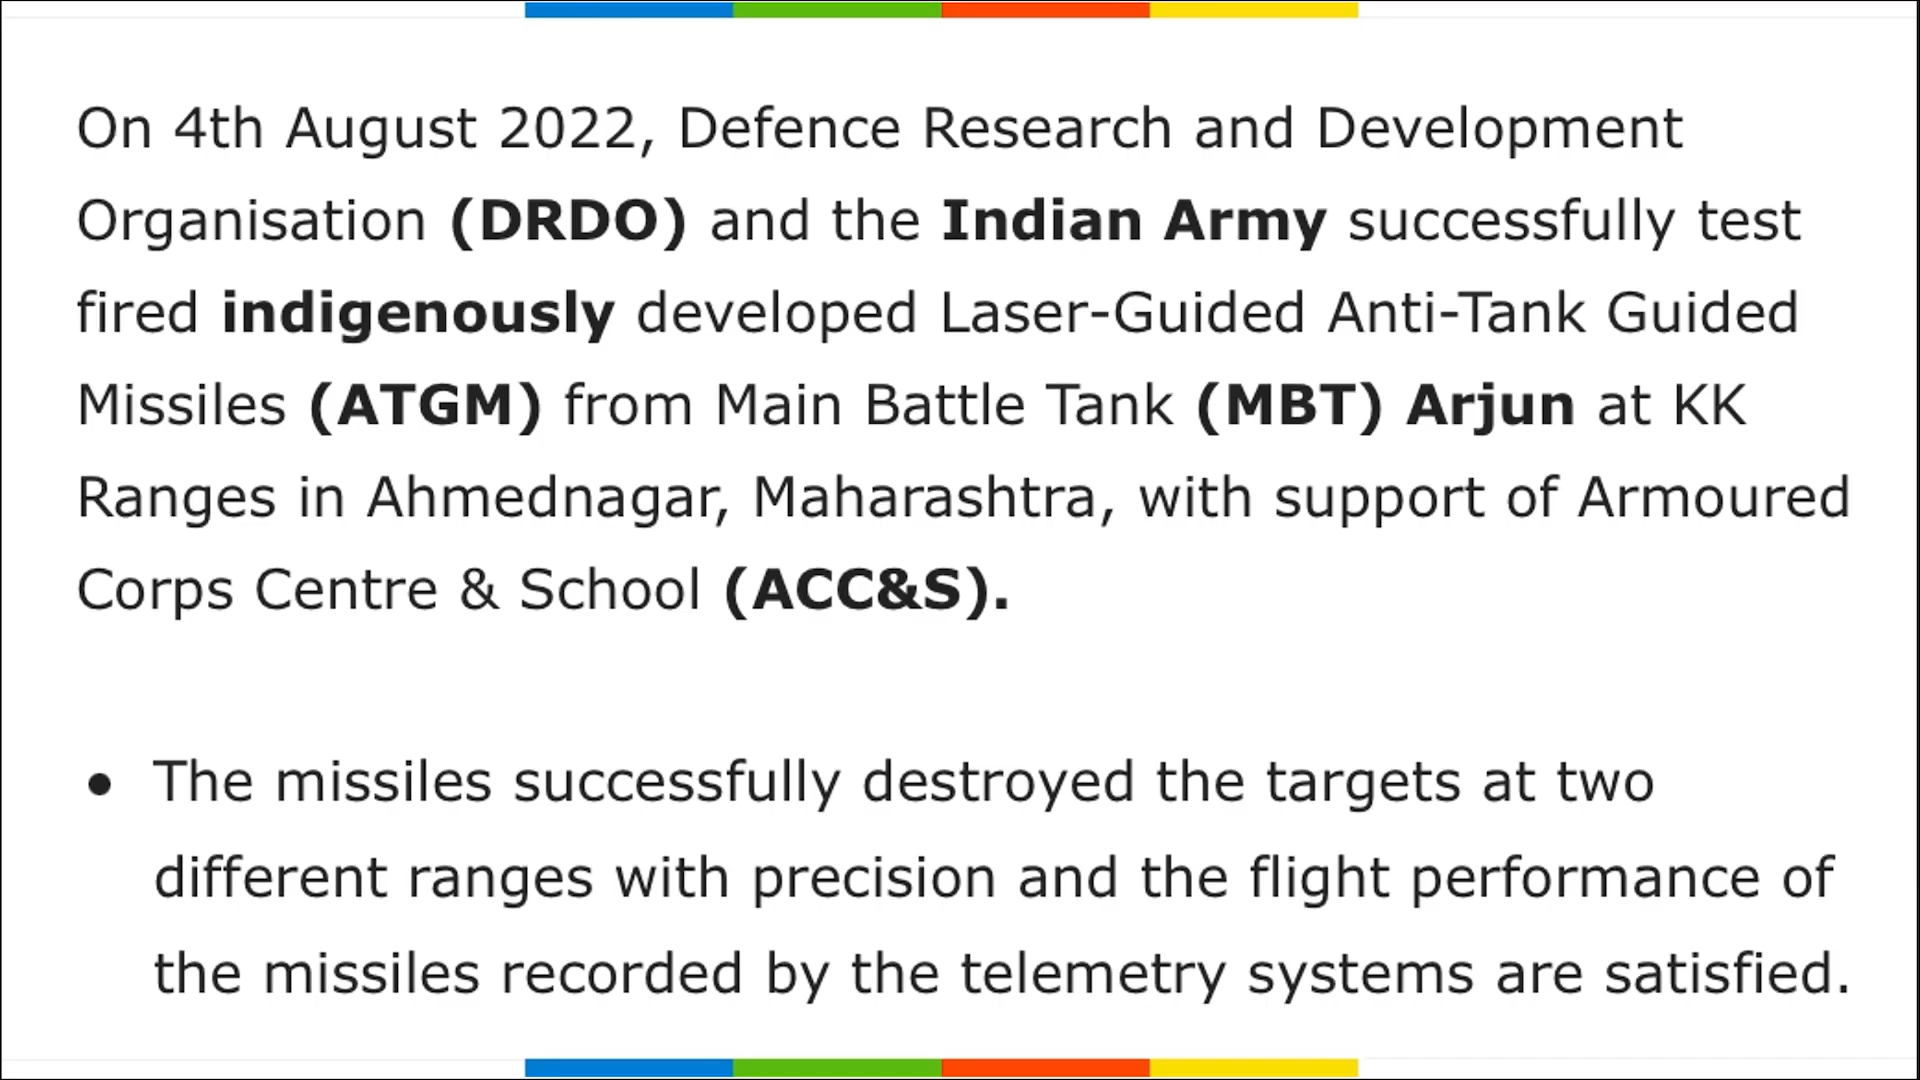 On 4th August 2022, Defence Research and Development
Organisation (DRDO) and the Indian Army successfully test
fired indigenously developed Laser-Guided Anti-Tank Guided
Missiles (ATGM) from Main Battle Tank (MBT) Arjun at KK
Ranges in Ahmednagar, Maharashtra, with support of Armoured
Corps Centre & School (ACC&S).
● The missiles successfully destroyed the targets at two
different ranges with precision and the flight performance of
the missiles recorded by the telemetry systems are satisfied.